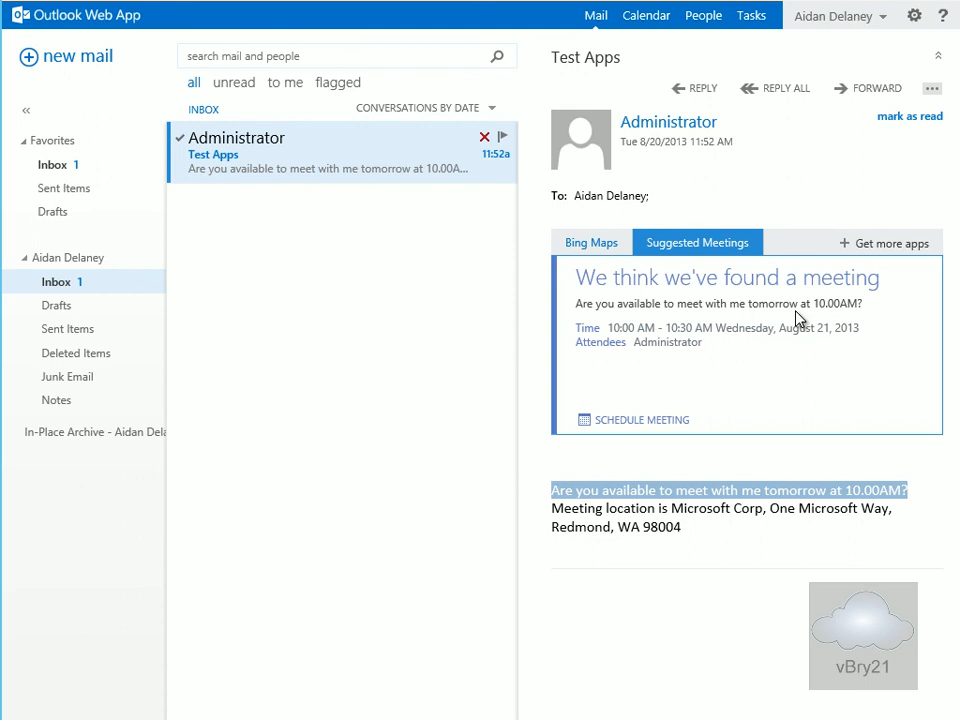 Outlook Web App
Mail Calendar People Tasks Aidan Delaney ?
new mail
search mail and people
all unread to me flagged
INBOX CONVERSATIONS BY DATE
Favorites
Inbox 1
Sent Items
Drafts
Aidan Delaney
Inbox 1
Drafts
Sent Items
Deleted Items
Junk Email
Notes
In-Place Archive - Aidan Dela
Administrator
Test Apps 11:52a
Are you available to meet with me tomorrow at 10.00A...
Test Apps
REPLY REPLY ALL FORWARD ...
mark as read
Administrator
Tue 8/20/2013 11:52 AM
To: Aidan Delaney;
Bing Maps Suggested Meetings + Get more apps
We think we've found a meeting
Are you available to meet with me tomorrow at 10.00AM?
Time 10:00 AM - 10:30 AM Wednesday, August 21, 2013
Attendees Administrator
SCHEDULE MEETING
Are you available to meet with me tomorrow at 10.00AM?
Meeting location is Microsoft Corp, One Microsoft Way,
Redmond, WA 98004
vBry21